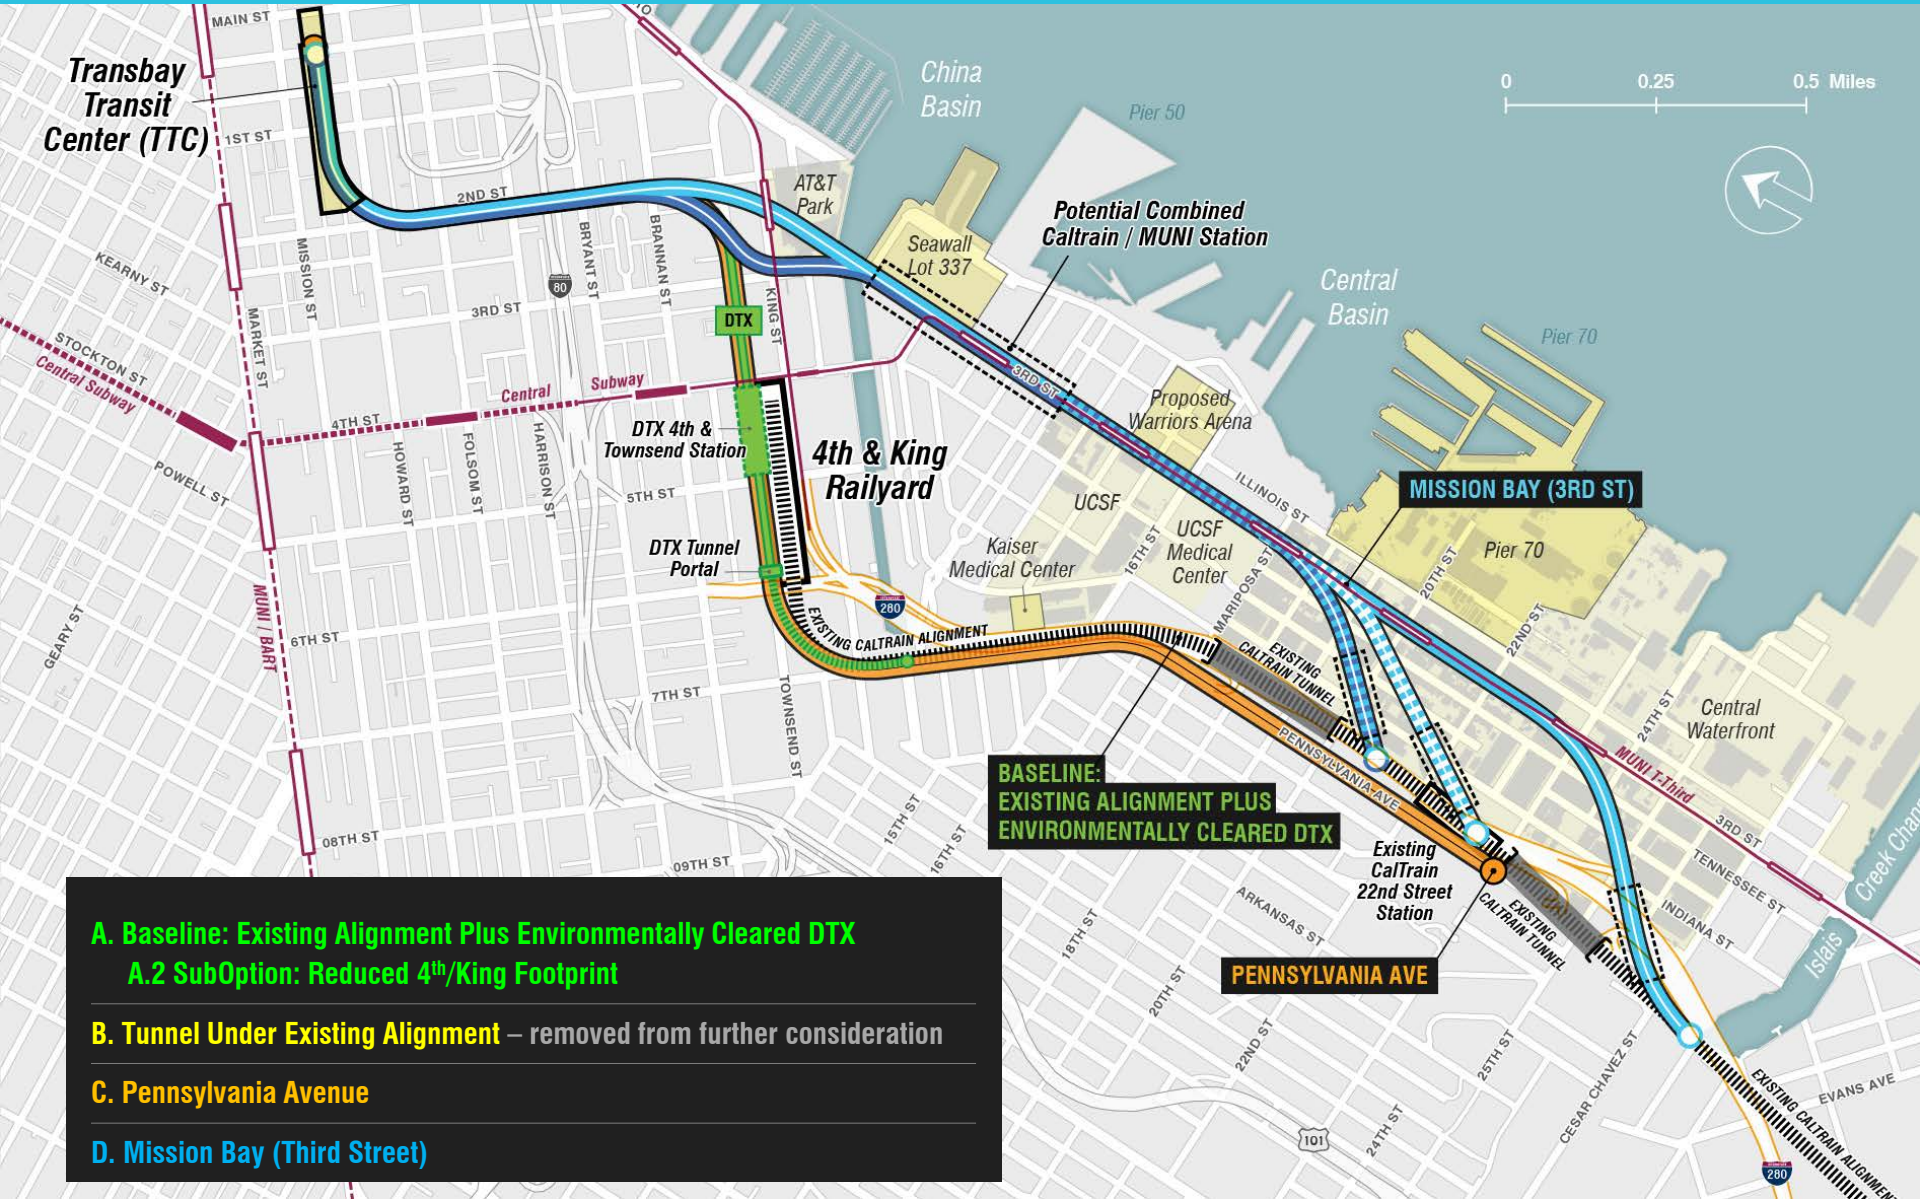 MAIN ST
Transbay
Transit
Center (TTC)
1ST ST
2ND ST
MISSION ST
BRYANT ST
BRANNAN ST
KING ST
KEARNY ST
STOCKTON ST
Central Subway
MARKET ST
80
3RD ST
DTX
Central
Subway
4TH ST
POWELL ST
HOWARD ST
FOLSOM ST
HARRISON ST
5TH ST
DTX 4th &
Townsend Station
4th & King
Railyard
DTX Tunnel
Portal
GEARY ST
MUNI / BART
6TH ST
7TH ST
TOWNSEND ST
08TH ST
09TH ST
15TH ST
16TH ST
China
Basin
Pier 50
AT&T
Park
Seawall
Lot 337
Potential Combined
Caltrain / MUNI Station
0 0.25 0.5 Miles
Central
Basin
Pier 70
3RD ST
Proposed
Warriors Arena
ILLINOIS ST
MISSION BAY (3RD ST)
UCSF
UCSF
Medical
Center
16TH ST
Kaiser
Medical Center
MARIPOSA ST
Pier 70
20TH ST
22ND ST
24TH ST
Central
Waterfront
280
EXISTING CALTRAIN ALIGNMENT
EXISTING
CALTRAIN TUNNEL
PENNSYLVANIA AVE
MUNI T-Third
3RD ST
TENNESSEE ST
INDIANA ST
Islais
Creek Chan
BASELINE:
EXISTING ALIGNMENT PLUS
ENVIRONMENTALLY CLEARED DTX
Existing
CalTrain
22nd Street
Station
EXISTING
CALTRAIN TUNNEL
PENNSYLVANIA AVE
ARKANSAS ST
18TH ST
20TH ST
22ND ST
24TH ST
25TH ST
CESAR CHAVEZ ST
EVANS AVE
EXISTING CALTRAIN ALIGNMEN
101
280
A. Baseline: Existing Alignment Plus Environmentally Cleared DTX
A.2 SubOption: Reduced 4th/King Footprint
B. Tunnel Under Existing Alignment – removed from further consideration
C. Pennsylvania Avenue
D. Mission Bay (Third Street)